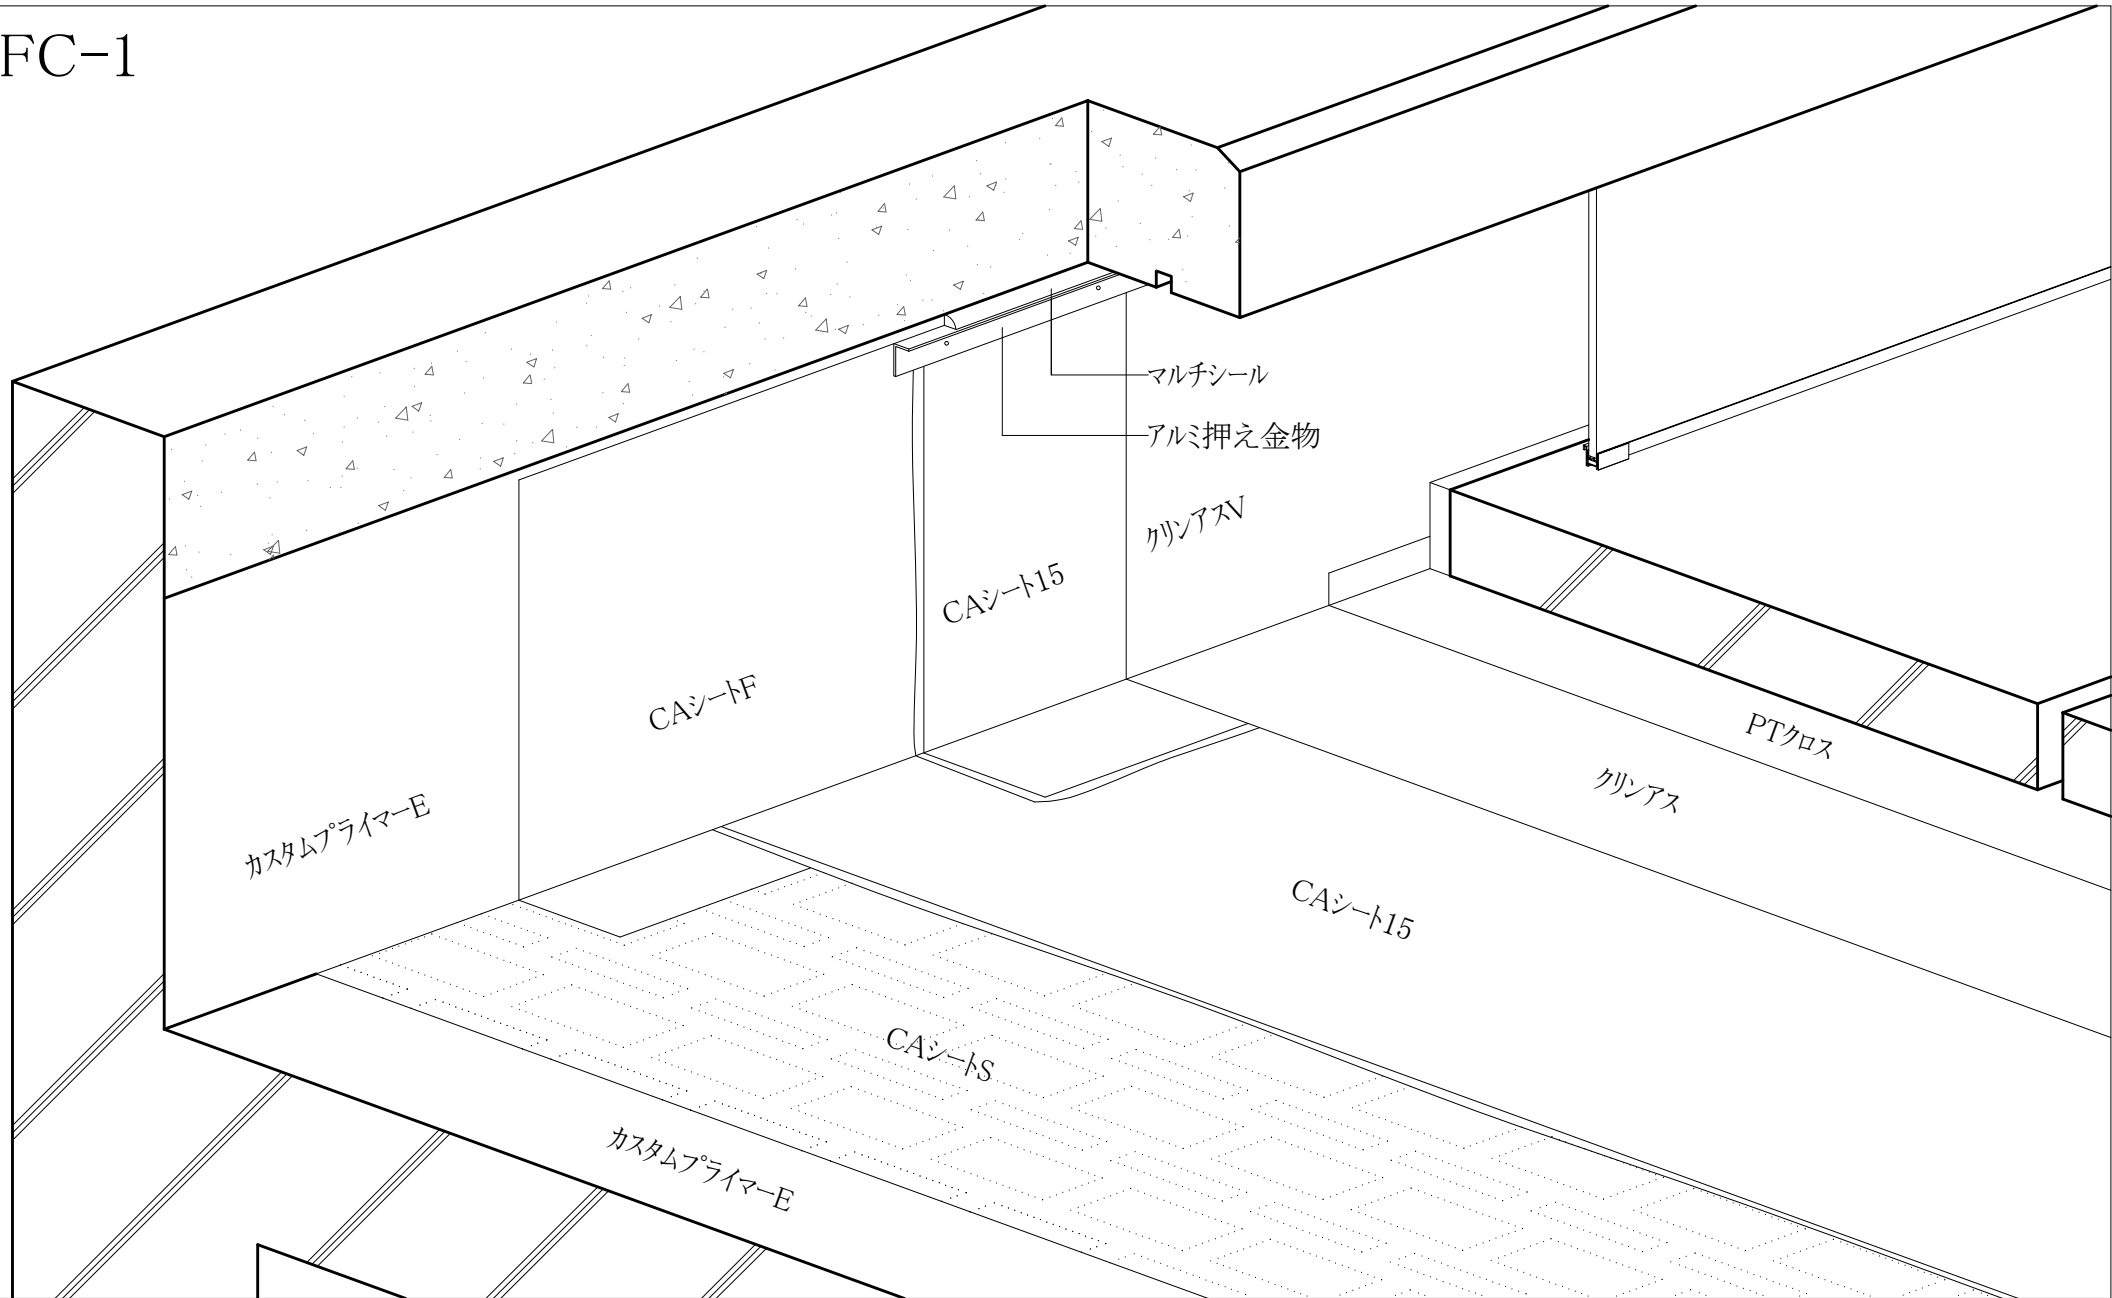 FC-1
マルチシール
アルミ押え金物
クリンアスV
CAシート15
CAシートF
カスタムプライマーE
PTクロス
クリンアス
CAシート15
CAシートS
カスタムプライマーE